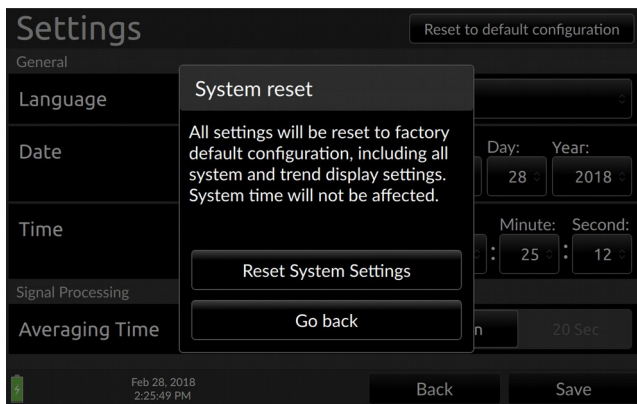 Settings
Reset to default configuration
General
Language
System reset
All settings will be reset to factory
default configuration, including all
system and trend display settings.
System time will not be affected.
Date
Day: Year:
28 2018
Time
Minute: Second:
: 25 : 12
Reset System Settings
Signal Processing
Go back
Averaging Time
n
20 Sec
Feb 28, 2018
2:25:49 PM
Back
Save